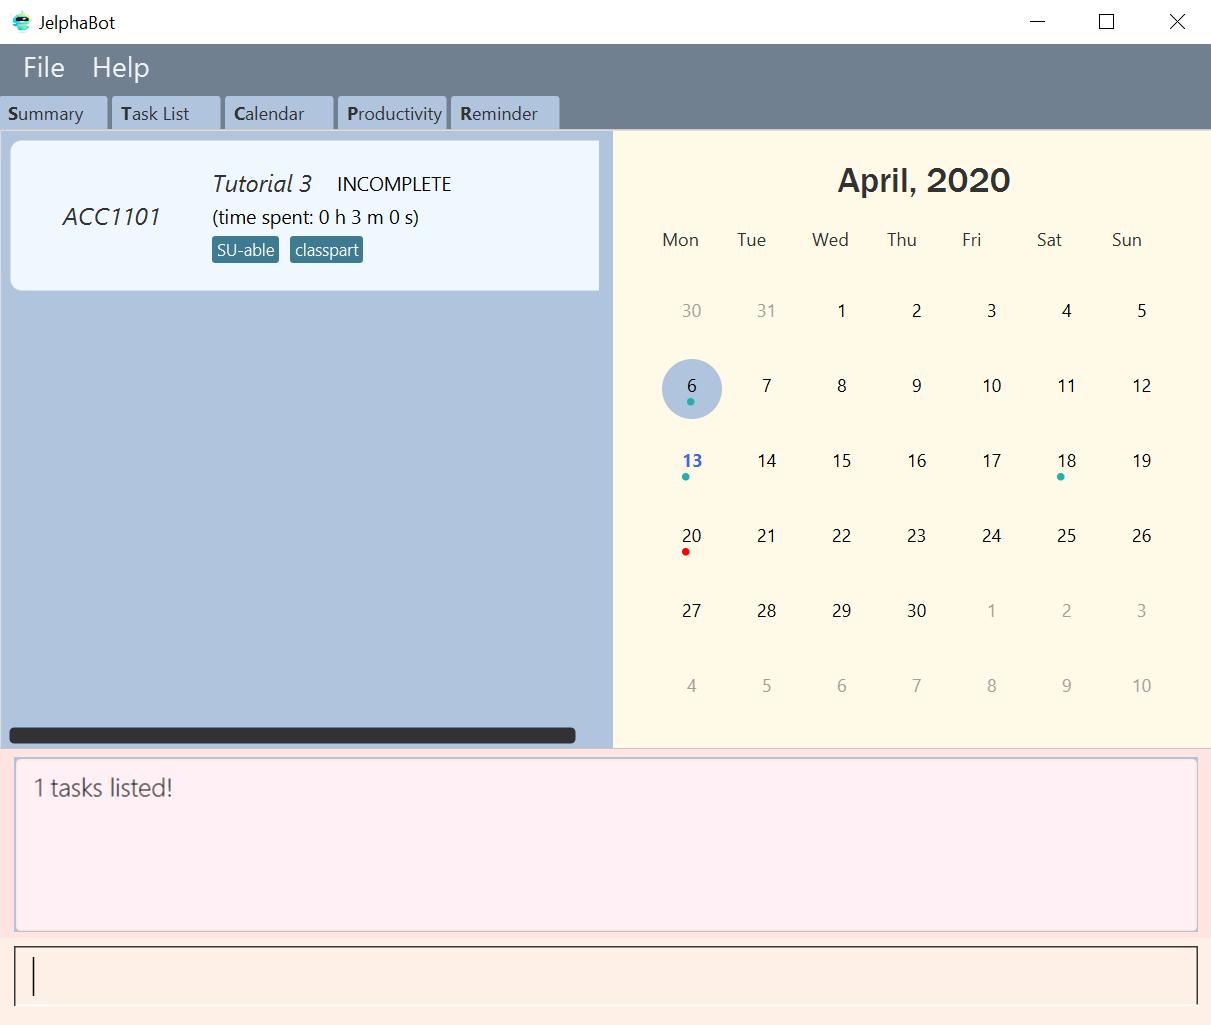 JelphaBot
File Help
Summary Task List Calendar Productivity Reminder
ACC1101
Tutorial 3 INCOMPLETE
(time spent: 0 h 3 m 0 s)
SU-able classpart
April, 2020
Mon Tue Wed Thu Fri Sat Sun
30 31 1 2 3 4 5
6 7 8 9 10 11 12
13 14 15 16 17 18 19
20 21 22 23 24 25 26
27 28 29 30 1 2 3
4 5 6 7 8 9 10
1 tasks listed!